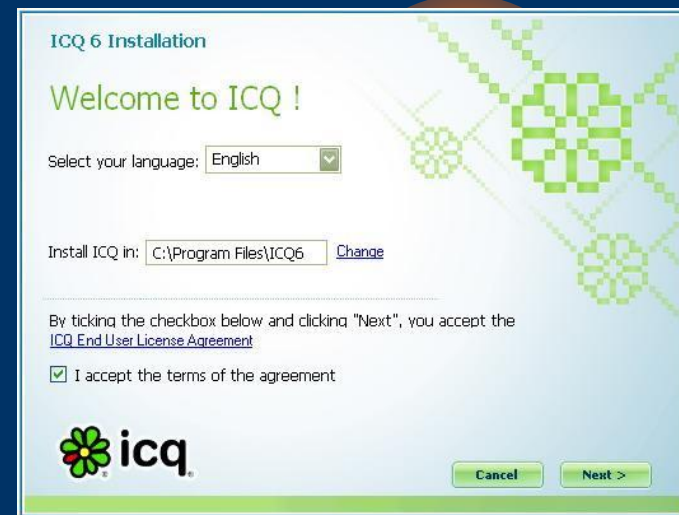 ICQ 6 Installation
Welcome to ICQ !
Select your language: English
Install ICQ in: C:\Program Files\ICQ6 Change
By ticking the checkbox below and clicking "Next", you accept the
ICQ End User License Agreement
I accept the terms of the agreement
icq
Cancel Next >